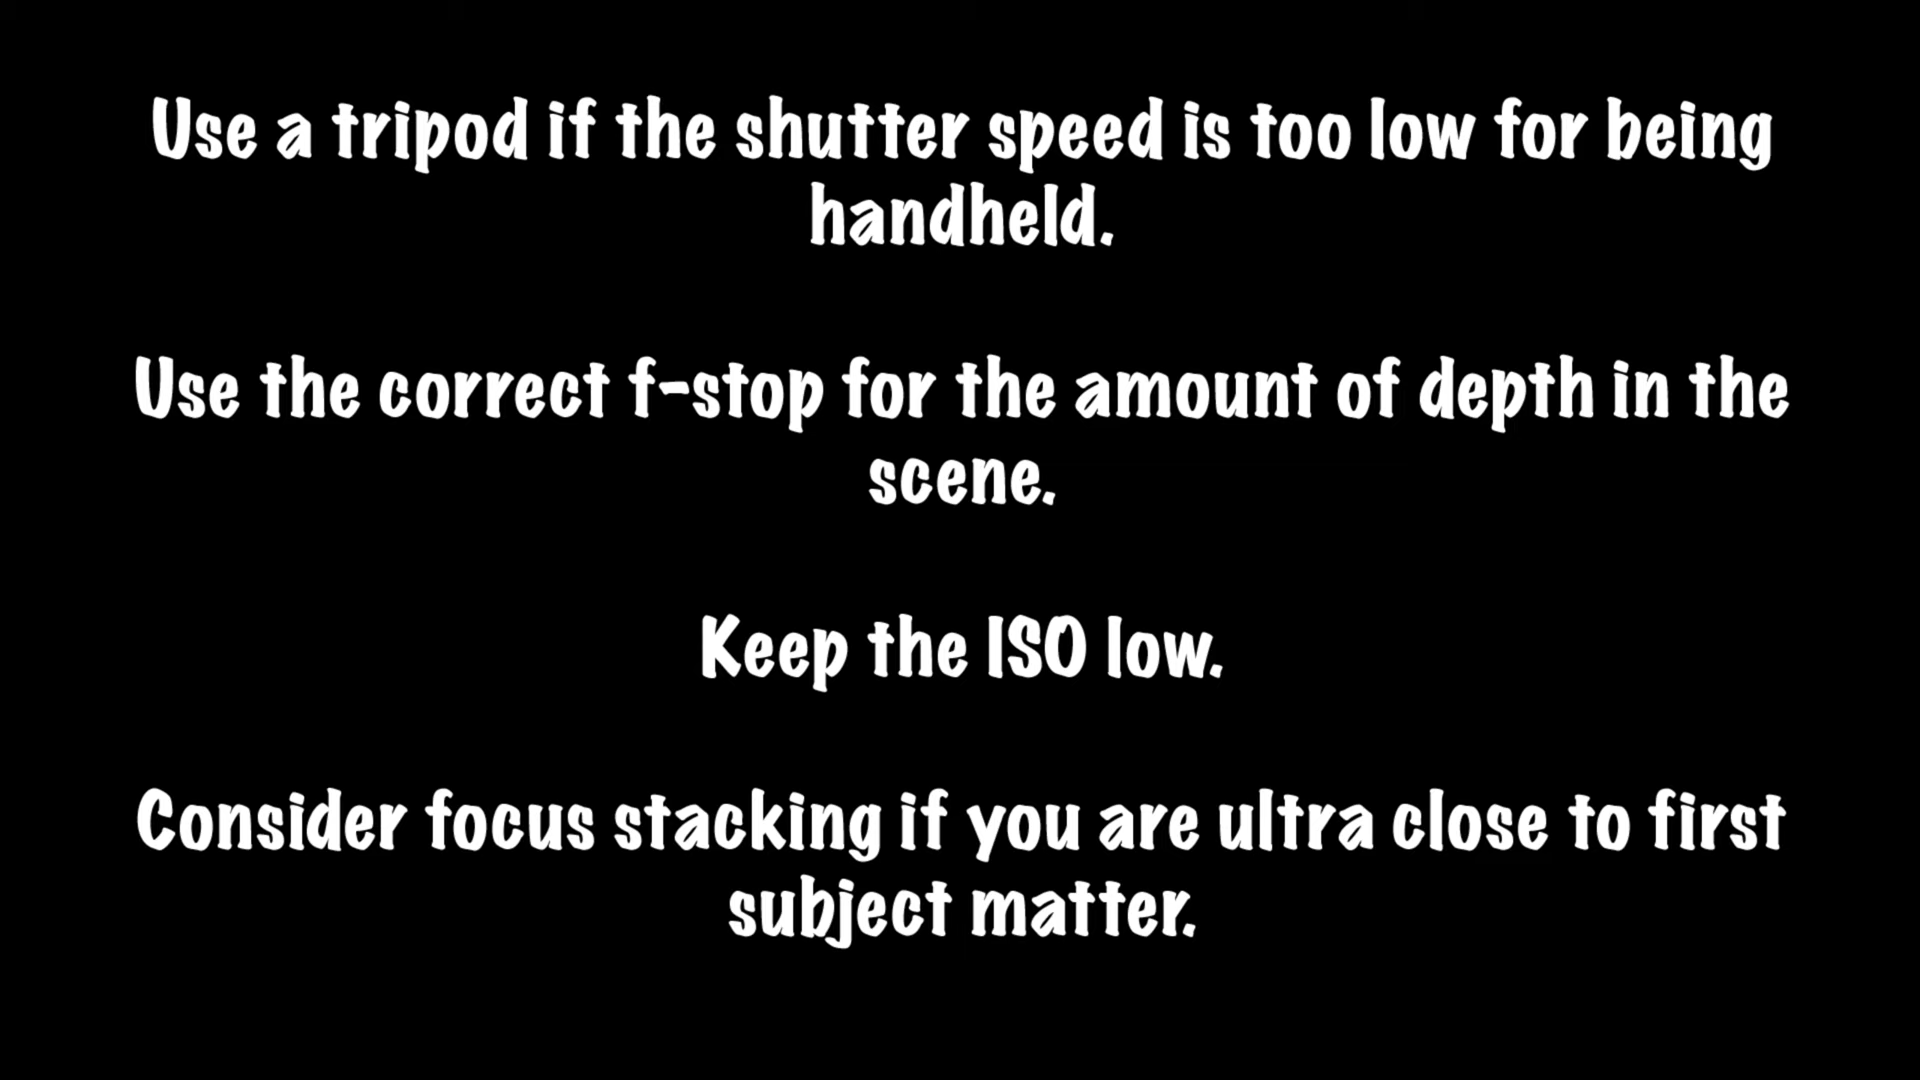 Use a tripod if the shutter speed is too low for being
handheld.
Use the correct f-stop for the amount of depth in the
scene.
Keep the ISO low.
Consider focus stacking if you are ultra close to first
subject matter.